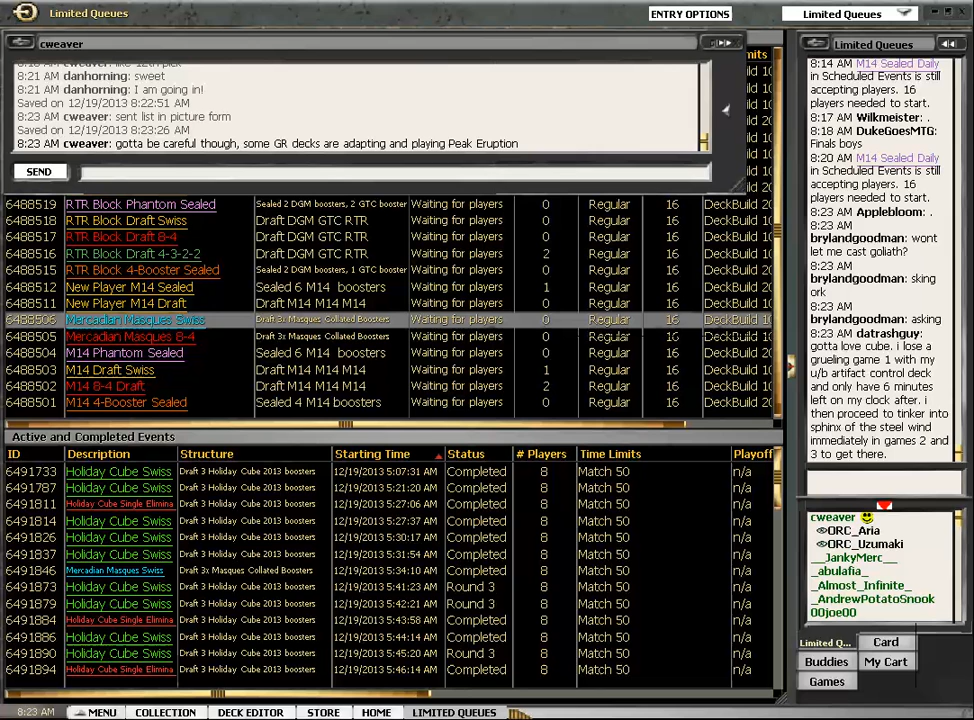 Limited Queues
ENTRY OPTIONS
Limited Queues
cweaver
8:21 AM danhorning: sweet
8:21 AM danhorning: I am going in!
Saved on 12/19/2013 8:22:51 AM
8:23 AM cweaver: sent list in picture form
Saved on 12/19/2013 8:23:26 AM
8:23 AM cweaver: gotta be careful though, some GR decks are adapting and playing Peak Eruption
SEND
6488519 RTR Block Phantom Sealed Sealed 2 DGM boosters, 2 GTC booster Waiting for players 0 Regular 16 DeckBuild 20
6488518 RTR Block Draft Swiss Draft DGM GTC RTR Waiting for players 0 Regular 16 DeckBuild 10
6488517 RTR Block Draft 8-4 Draft DGM GTC RTR Waiting for players 0 Regular 16 DeckBuild 10
6488516 RTR Block Draft 4-3-2-2 Draft DGM GTC RTR Waiting for players 2 Regular 16 DeckBuild 10
6488515 RTR Block 4-Booster Sealed Sealed 2 DGM boosters, 1 GTC booster Waiting for players 0 Regular 16 DeckBuild 20
6488512 New Player M14 Sealed Sealed 6 M14 boosters Waiting for players 1 Regular 16 DeckBuild 20
6488511 New Player M14 Draft Draft M14 M14 M14 Waiting for players 0 Regular 16 DeckBuild 10
6488506 Mercadian Masques Swiss Draft 3x Masques Collated Boosters Waiting for players 0 Regular 16 DeckBuild 10
6488505 Mercadian Masques 8-4 Draft 3x Masques Collated Boosters Waiting for players 0 Regular 16 DeckBuild 10
6488504 M14 Phantom Sealed Sealed 6 M14 boosters Waiting for players 0 Regular 16 DeckBuild 20
6488503 M14 Draft Swiss Draft M14 M14 M14 Waiting for players 1 Regular 16 DeckBuild 10
6488502 M14 8-4 Draft Draft M14 M14 M14 Waiting for players 2 Regular 16 DeckBuild 10
6488501 M14 4-Booster Sealed Sealed 4 M14 boosters Waiting for players 0 Regular 16 DeckBuild 20
Active and Completed Events
ID Description Structure Starting Time Status # Players Time Limits Playoff
6491733 Holiday Cube Swiss Draft 3 Holiday Cube 2013 boosters 12/19/2013 5:07:31 AM Completed 8 Match 50 n/a
6491787 Holiday Cube Swiss Draft 3 Holiday Cube 2013 boosters 12/19/2013 5:21:20 AM Completed 8 Match 50 n/a
6491811 Holiday Cube Single Elimina Draft 3 Holiday Cube 2013 boosters 12/19/2013 5:27:06 AM Completed 8 Match 50 n/a
6491814 Holiday Cube Swiss Draft 3 Holiday Cube 2013 boosters 12/19/2013 5:27:37 AM Completed 8 Match 50 n/a
6491826 Holiday Cube Swiss Draft 3 Holiday Cube 2013 boosters 12/19/2013 5:30:17 AM Completed 8 Match 50 n/a
6491837 Holiday Cube Swiss Draft 3 Holiday Cube 2013 boosters 12/19/2013 5:31:54 AM Completed 8 Match 50 n/a
6491846 Mercadian Masques Swiss Draft 3x Masques Collated Boosters 12/19/2013 5:34:10 AM Completed 8 Match 50 n/a
6491873 Holiday Cube Swiss Draft 3 Holiday Cube 2013 boosters 12/19/2013 5:41:23 AM Round 3 8 Match 50 n/a
6491879 Holiday Cube Swiss Draft 3 Holiday Cube 2013 boosters 12/19/2013 5:42:21 AM Round 3 8 Match 50 n/a
6491884 Holiday Cube Single Elimina Draft 3 Holiday Cube 2013 boosters 12/19/2013 5:43:58 AM Completed 8 Match 50 n/a
6491886 Holiday Cube Swiss Draft 3 Holiday Cube 2013 boosters 12/19/2013 5:44:14 AM Completed 8 Match 50 n/a
6491890 Holiday Cube Swiss Draft 3 Holiday Cube 2013 boosters 12/19/2013 5:45:20 AM Round 3 8 Match 50 n/a
6491894 Holiday Cube Single Elimina Draft 3 Holiday Cube 2013 boosters 12/19/2013 5:46:14 AM Completed 8 Match 50 n/a
Limited Queues
8:14 AM M14 Sealed Daily
in Scheduled Events is still
accepting players. 16
players needed to start.
8:17 AM Wilkmeister: .
8:18 AM DukeGoesMTG:
Finals boys
8:20 AM M14 Sealed Daily
in Scheduled Events is still
accepting players. 16
players needed to start.
8:23 AM Applebloom: .
8:23 AM
brylandgoodman: wont
let me cast goliath?
8:23 AM
brylandgoodman: sking
ork
8:23 AM
brylandgoodman: asking
8:23 AM datrashguy:
gotta love cube. i lose a
grueling game 1 with my
u/b artifact control deck
and only have 6 minutes
left on my clock after. i
then proceed to tinker into
sphinx of the steel wind
immediately in games 2 and
3 to get there.
cweaver
ORC_Aria
ORC_Uzumaki
__JankyMerc__
_abulafia_
_Almost_Infinite_
_AndrewPotatoSnook
00joe00
Limited Q... Card
Buddies My Cart
Games
8:23 AM MENU COLLECTION DECK EDITOR STORE HOME LIMITED QUEUES